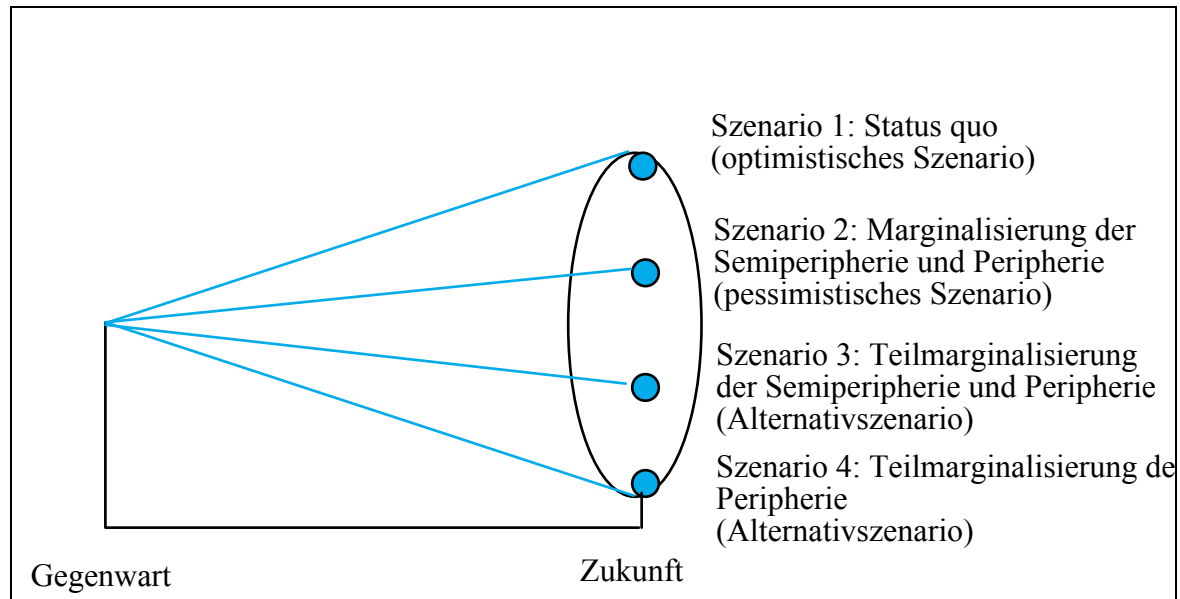 Szenario 1: Status quo
(optimistisches Szenario)
Szenario 2: Marginalisierung der
Semiperipherie und Peripherie
(pessimistisches Szenario)
Szenario 3: Teilmarginalisierung
der Semiperipherie und Peripherie
(Alternativszenario)
Szenario 4: Teilmarginalisierung de
Peripherie
(Alternativszenario)
Zukunft
Gegenwart